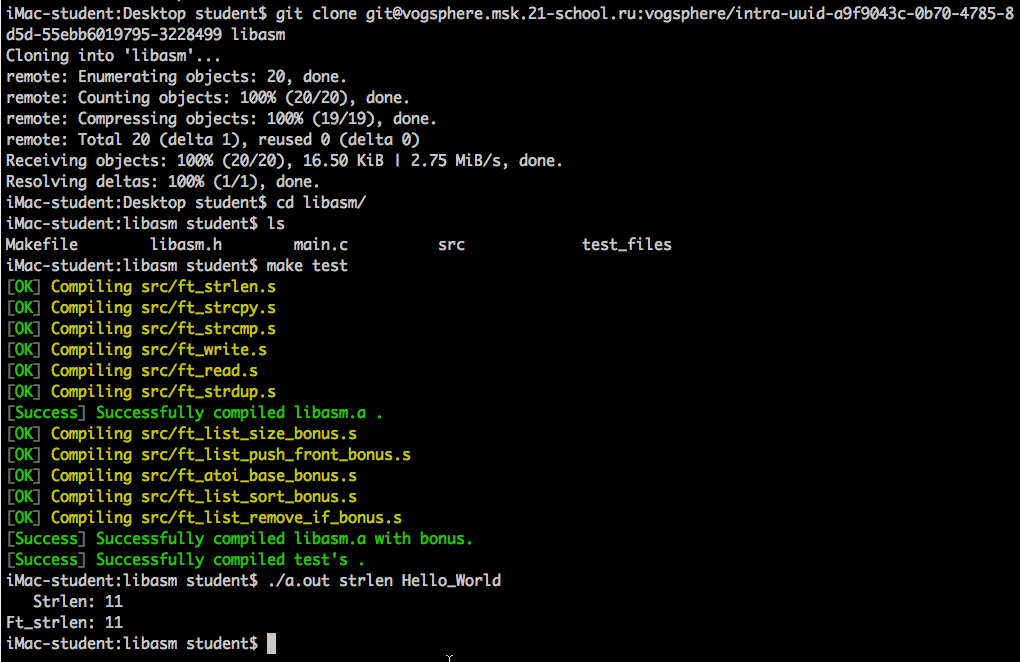 iMac-student:Desktop student$ git clone git@vogsphere.msk.21-school.ru:vogsphere/intra-uuid-a9f9043c-0b70-4785-8
d5d-55ebb6019795-3228499 libasm
Cloning into 'libasm'...
remote: Enumerating objects: 20, done.
remote: Counting objects: 100% (20/20), done.
remote: Compressing objects: 100% (19/19), done.
remote: Total 20 (delta 1), reused 0 (delta 0)
Receiving objects: 100% (20/20), 16.50 KiB | 2.75 MiB/s, done.
Resolving deltas: 100% (1/1), done.
iMac-student:Desktop student$ cd libasm/
iMac-student:libasm student$ ls
Makefile        libasm.h        main.c          src             test_files
iMac-student:libasm student$ make test
[OK] Compiling src/ft_strlen.s
[OK] Compiling src/ft_strcpy.s
[OK] Compiling src/ft_strcmp.s
[OK] Compiling src/ft_write.s
[OK] Compiling src/ft_read.s
[OK] Compiling src/ft_strdup.s
[Success] Successfully compiled libasm.a .
[OK] Compiling src/ft_list_size_bonus.s
[OK] Compiling src/ft_list_push_front_bonus.s
[OK] Compiling src/ft_atoi_base_bonus.s
[OK] Compiling src/ft_list_sort_bonus.s
[OK] Compiling src/ft_list_remove_if_bonus.s
[Success] Successfully compiled libasm.a with bonus.
[Success] Successfully compiled test's .
iMac-student:libasm student$ ./a.out strlen Hello_World
   Strlen: 11
Ft_strlen: 11
iMac-student:libasm student$